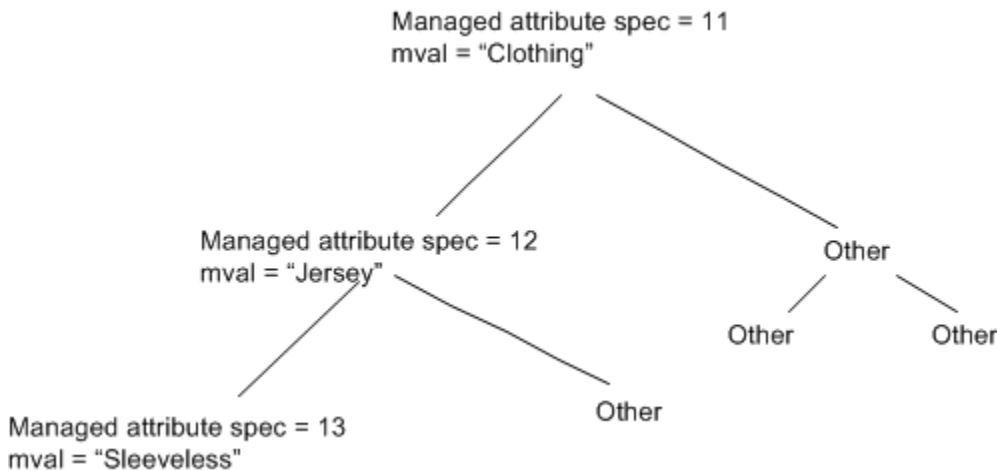 Managed attribute spec = 11
mval = “Clothing”
Managed attribute spec = 12
mval = “Jersey”
Other
Other
Other
Other
Managed attribute spec = 13
mval = “Sleeveless”